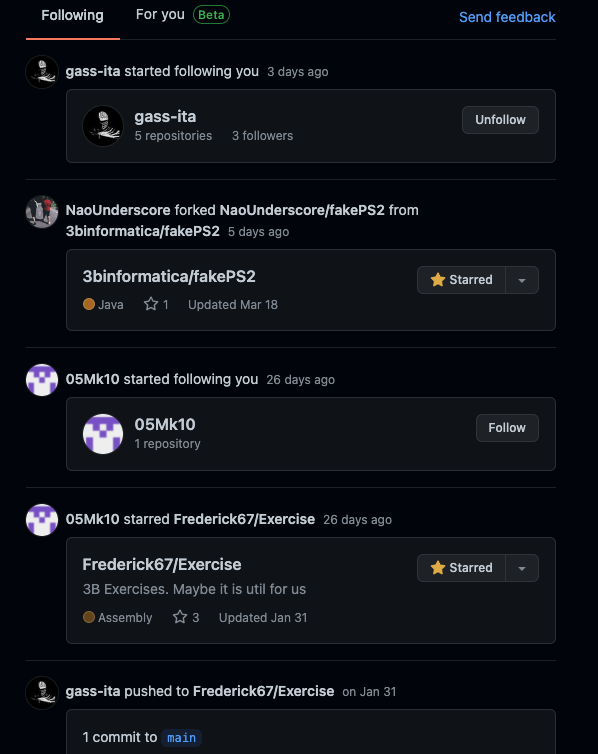 Following For you Beta Send feedback
gass-ita started following you 3 days ago
gass-ita Unfollow
5 repositories 3 followers
NaoUnderscore forked NaoUnderscore/fakePS2 from
3binformatica/fakePS2 5 days ago
3binformatica/fakePS2 Starred
Java 1 Updated Mar 18
05Mk10 started following you 26 days ago
05Mk10 Follow
1 repository
05Mk10 starred Frederick67/Exercise 26 days ago
Frederick67/Exercise Starred
3B Exercises. Maybe it is util for us
Assembly 3 Updated Jan 31
gass-ita pushed to Frederick67/Exercise on Jan 31
1 commit to main